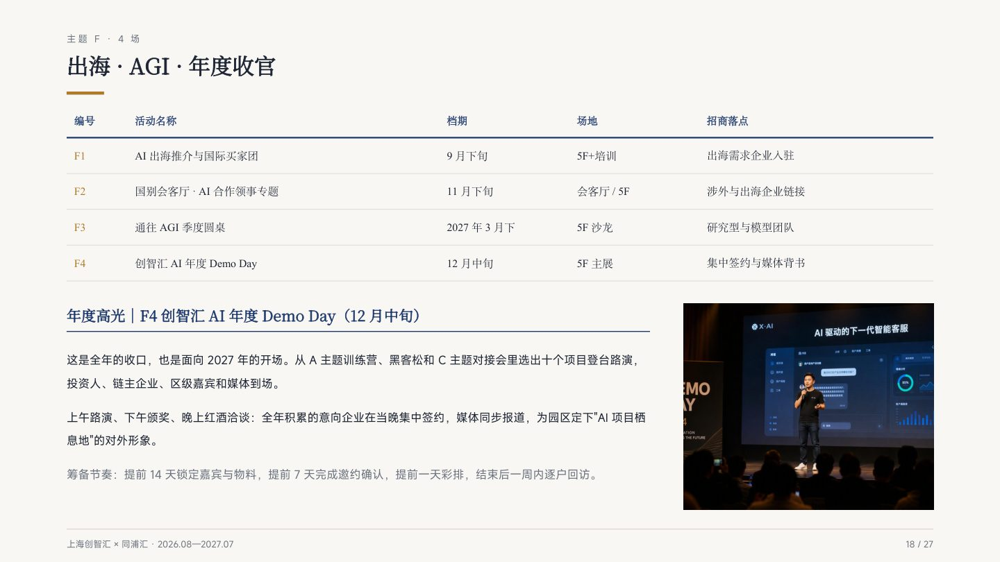 主题 F · 4 场
出海 · AGI · 年度收官
编号 活动名称 档期 场地 招商落点
F1 AI 出海推介与国际买家团 9 月下旬 5F+培训 出海需求企业入驻
F2 国别会客厅 · AI 合作领事专题 11 月下旬 会客厅 / 5F 涉外与出海企业链接
F3 通往 AGI 季度圆桌 2027 年 3 月下 5F 沙龙 研究型与模型团队
F4 创智汇 AI 年度 Demo Day 12 月中旬 5F 主展 集中签约与媒体背书
年度高光｜F4 创智汇 AI 年度 Demo Day（12 月中旬）
这是全年的收口，也是面向 2027 年的开场。从 A 主题训练营、黑客松和 C 主题对接会里选出十个项目登台路演，
投资人、链主企业、区级嘉宾和媒体到场。
上午路演、下午颁奖、晚上红酒洽谈：全年积累的意向企业在当晚集中签约，媒体同步报道，为园区定下"AI 项目栖
息地"的对外形象。
筹备节奏：提前 14 天锁定嘉宾与物料，提前 7 天完成邀约确认，提前一天彩排，结束后一周内逐户回访。
X·AI
AI 驱动的下一代智能客服
EMO
AY
4
ATION
THE FUTURE
85%
上海创智汇 × 同浦汇 · 2026.08—2027.07
18 / 27